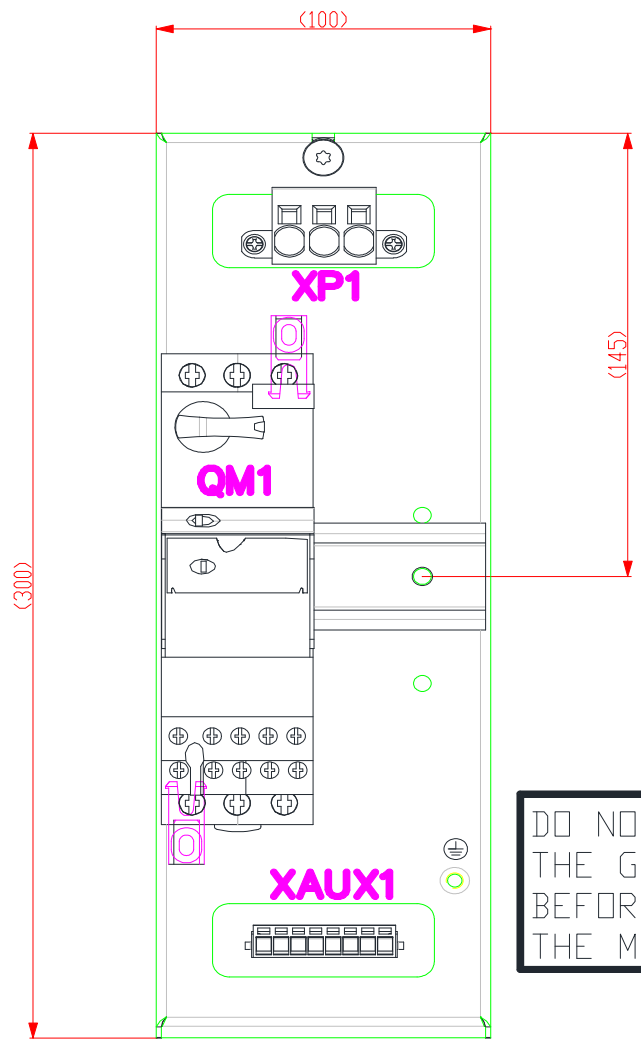 (100)
XP1
(145)
QM1
(300)
DO NO
THE G
BEFOR
THE M
XAUX1